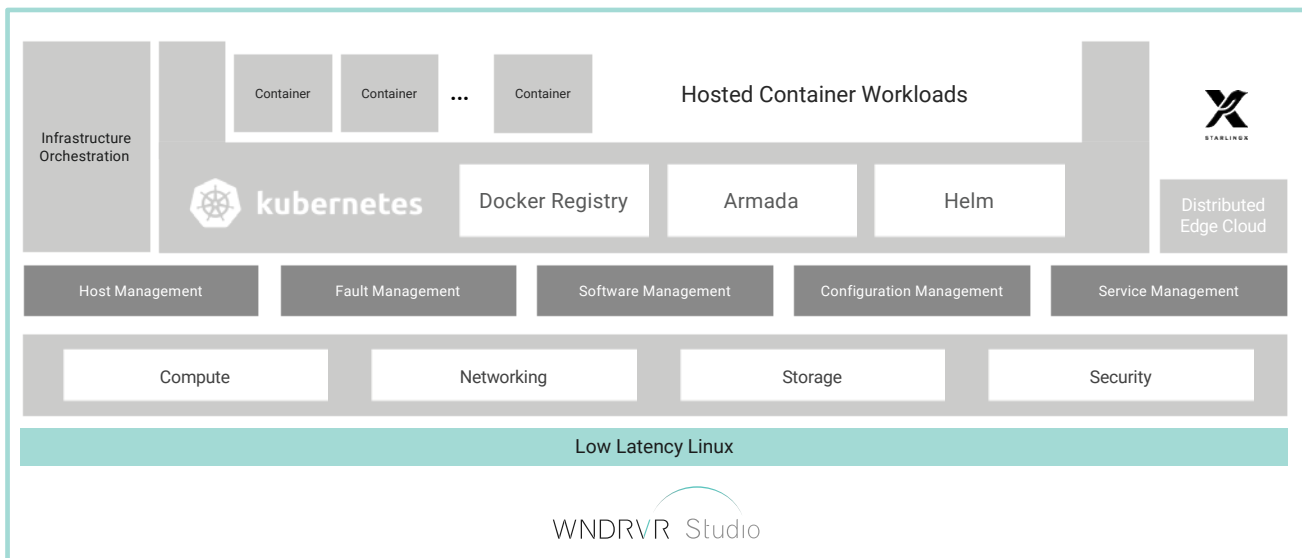 Infrastructure
Orchestration
Container
Container
...
Container
Hosted Container Workloads
STARLINGX
kubernetes
Docker Registry
Armada
Helm
Distributed
Edge Cloud
Host Management
Fault Management
Software Management
Configuration Management
Service Management
Compute
Networking
Storage
Security
Low Latency Linux
WNDRVR Studio